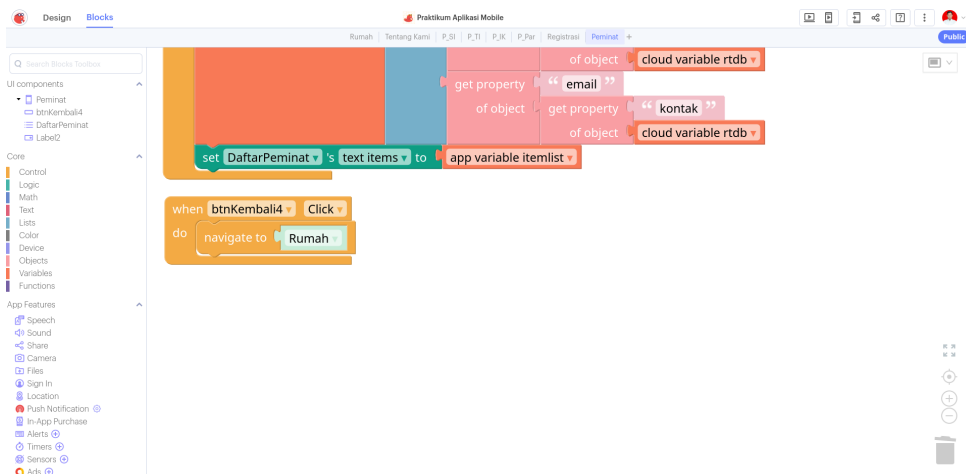 Design Blocks Praktikum Aplikasi Mobile
Rumah Tentang Kami P_SI P_TI P_IK P_Par Registrasi Peminat +
Public
Search Blocks Toolbox
UI components
Peminat
btnKembali4
DaftarPeminat
Label2
Core
Control
Logic
Math
Text
Lists
Color
Device
Objects
Variables
Functions
App Features
Speech
Sound
Share
Camera
Files
Sign In
Location
Push Notification
In-App Purchase
Alerts
Timers
Sensors
Ads
of object cloud variable rtdb
get property “ email ”
of object get property “ kontak ”
of object cloud variable rtdb
set DaftarPeminat 's text items to app variable itemlist
when btnKembali4 Click
do navigate to Rumah